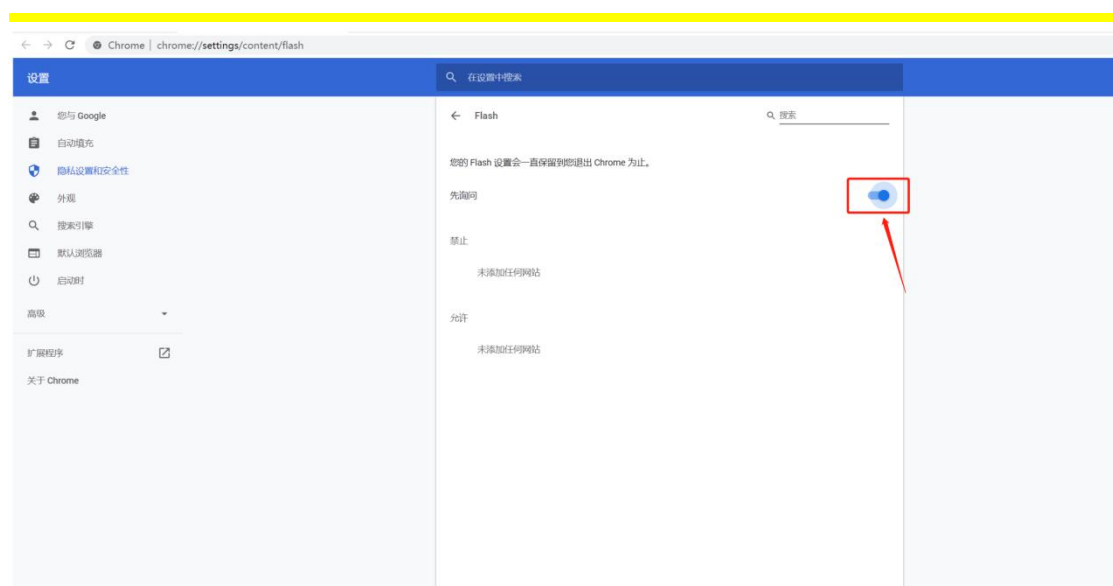 Chrome | chrome://settings/content/flash
设置
在设置中搜索
您与 Google
自动填充
隐私设置和安全性
外观
搜索引擎
默认浏览器
启动时
高级
扩展程序
关于 Chrome
Flash
搜索
您的 Flash 设置会一直保留到您退出 Chrome 为止。
先询问
禁止
未添加任何网站
允许
未添加任何网站